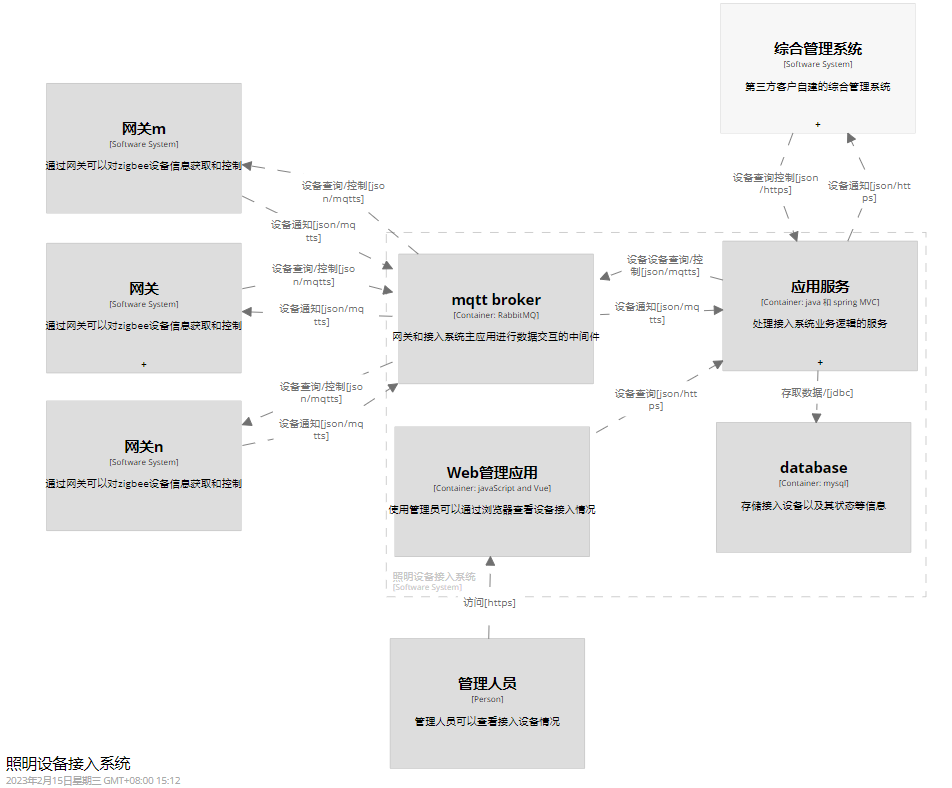 综合管理系统
[Software System]
第三方客户自建的综合管理系统
+
网关m
[Software System]
通过网关可以对zigbee设备信息获取和控制
设备查询/控制[jso
n/mqtts]
设备通知[json/mq
tts]
设备查询控制[json
/https]
设备通知[json/htt
ps]
网关
[Software System]
通过网关可以对zigbee设备信息获取和控制
+
设备查询/控制[jso
n/mqtts]
设备通知[json/mq
tts]
mqtt broker
[Container: RabbitMQ]
网关和接入系统主应用进行数据交互的中间件
设备设备查询/控
制[json/mqtts]
设备通知[json/mq
tts]
应用服务
[Container: java 和 spring MVC]
处理接入系统业务逻辑的服务
+
设备查询/控制[jso
n/mqtts]
设备通知[json/mq
tts]
设备查询[json/htt
ps]
存取数据/[jdbc]
网关n
[Software System]
通过网关可以对zigbee设备信息获取和控制
Web管理应用
[Container: javaScript and Vue]
使用管理员可以通过浏览器查看设备接入情况
database
[Container: mysql]
存储接入设备以及其状态等信息
照明设备接入系统
[Software System]
访问[https]
管理人员
[Person]
管理人员可以查看接入设备情况
照明设备接入系统
2023年2月15日星期三 GMT+08:00 15:12